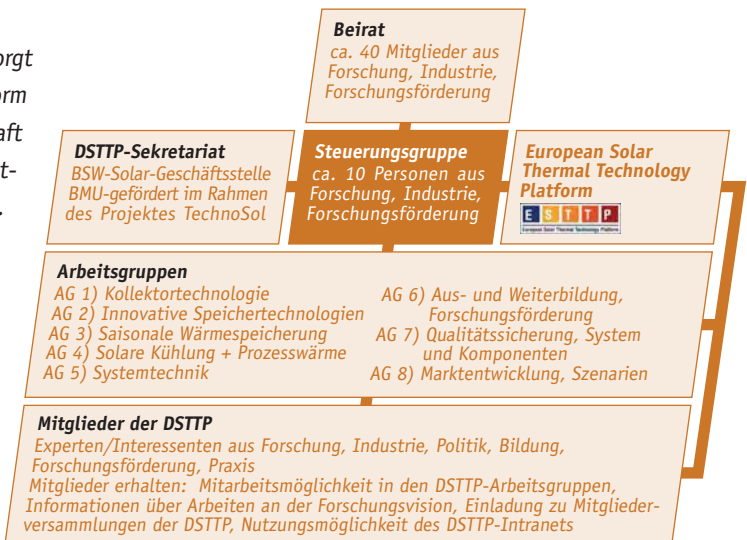 orgt
orm
aft
t-
.
Beirat
ca. 40 Mitglieder aus
Forschung, Industrie,
Forschungsförderung
DSTTP-Sekretariat
BSW-Solar-Geschäftsstelle
BMU-gefördert im Rahmen
des Projektes TechnoSol
Steuerungsgruppe
ca. 10 Personen aus
Forschung, Industrie,
Forschungsförderung
European Solar
Thermal Technology
Platform
E S T T P
European Solar Thermal Technology Platform
Arbeitsgruppen
AG 1) Kollektortechnologie
AG 2) Innovative Speichertechnologien
AG 3) Saisonale Wärmespeicherung
AG 4) Solare Kühlung + Prozesswärme
AG 5) Systemtechnik
AG 6) Aus- und Weiterbildung,
Forschungsförderung
AG 7) Qualitätssicherung, System
und Komponenten
AG 8) Marktentwicklung, Szenarien
Mitglieder der DSTTP
Experten/Interessenten aus Forschung, Industrie, Politik, Bildung,
Forschungsförderung, Praxis
Mitglieder erhalten: Mitarbeitsmöglichkeit in den DSTTP-Arbeitsgruppen,
Informationen über Arbeiten an der Forschungsvision, Einladung zu Mitglieder-
versammlungen der DSTTP, Nutzungsmöglichkeit des DSTTP-Intranets